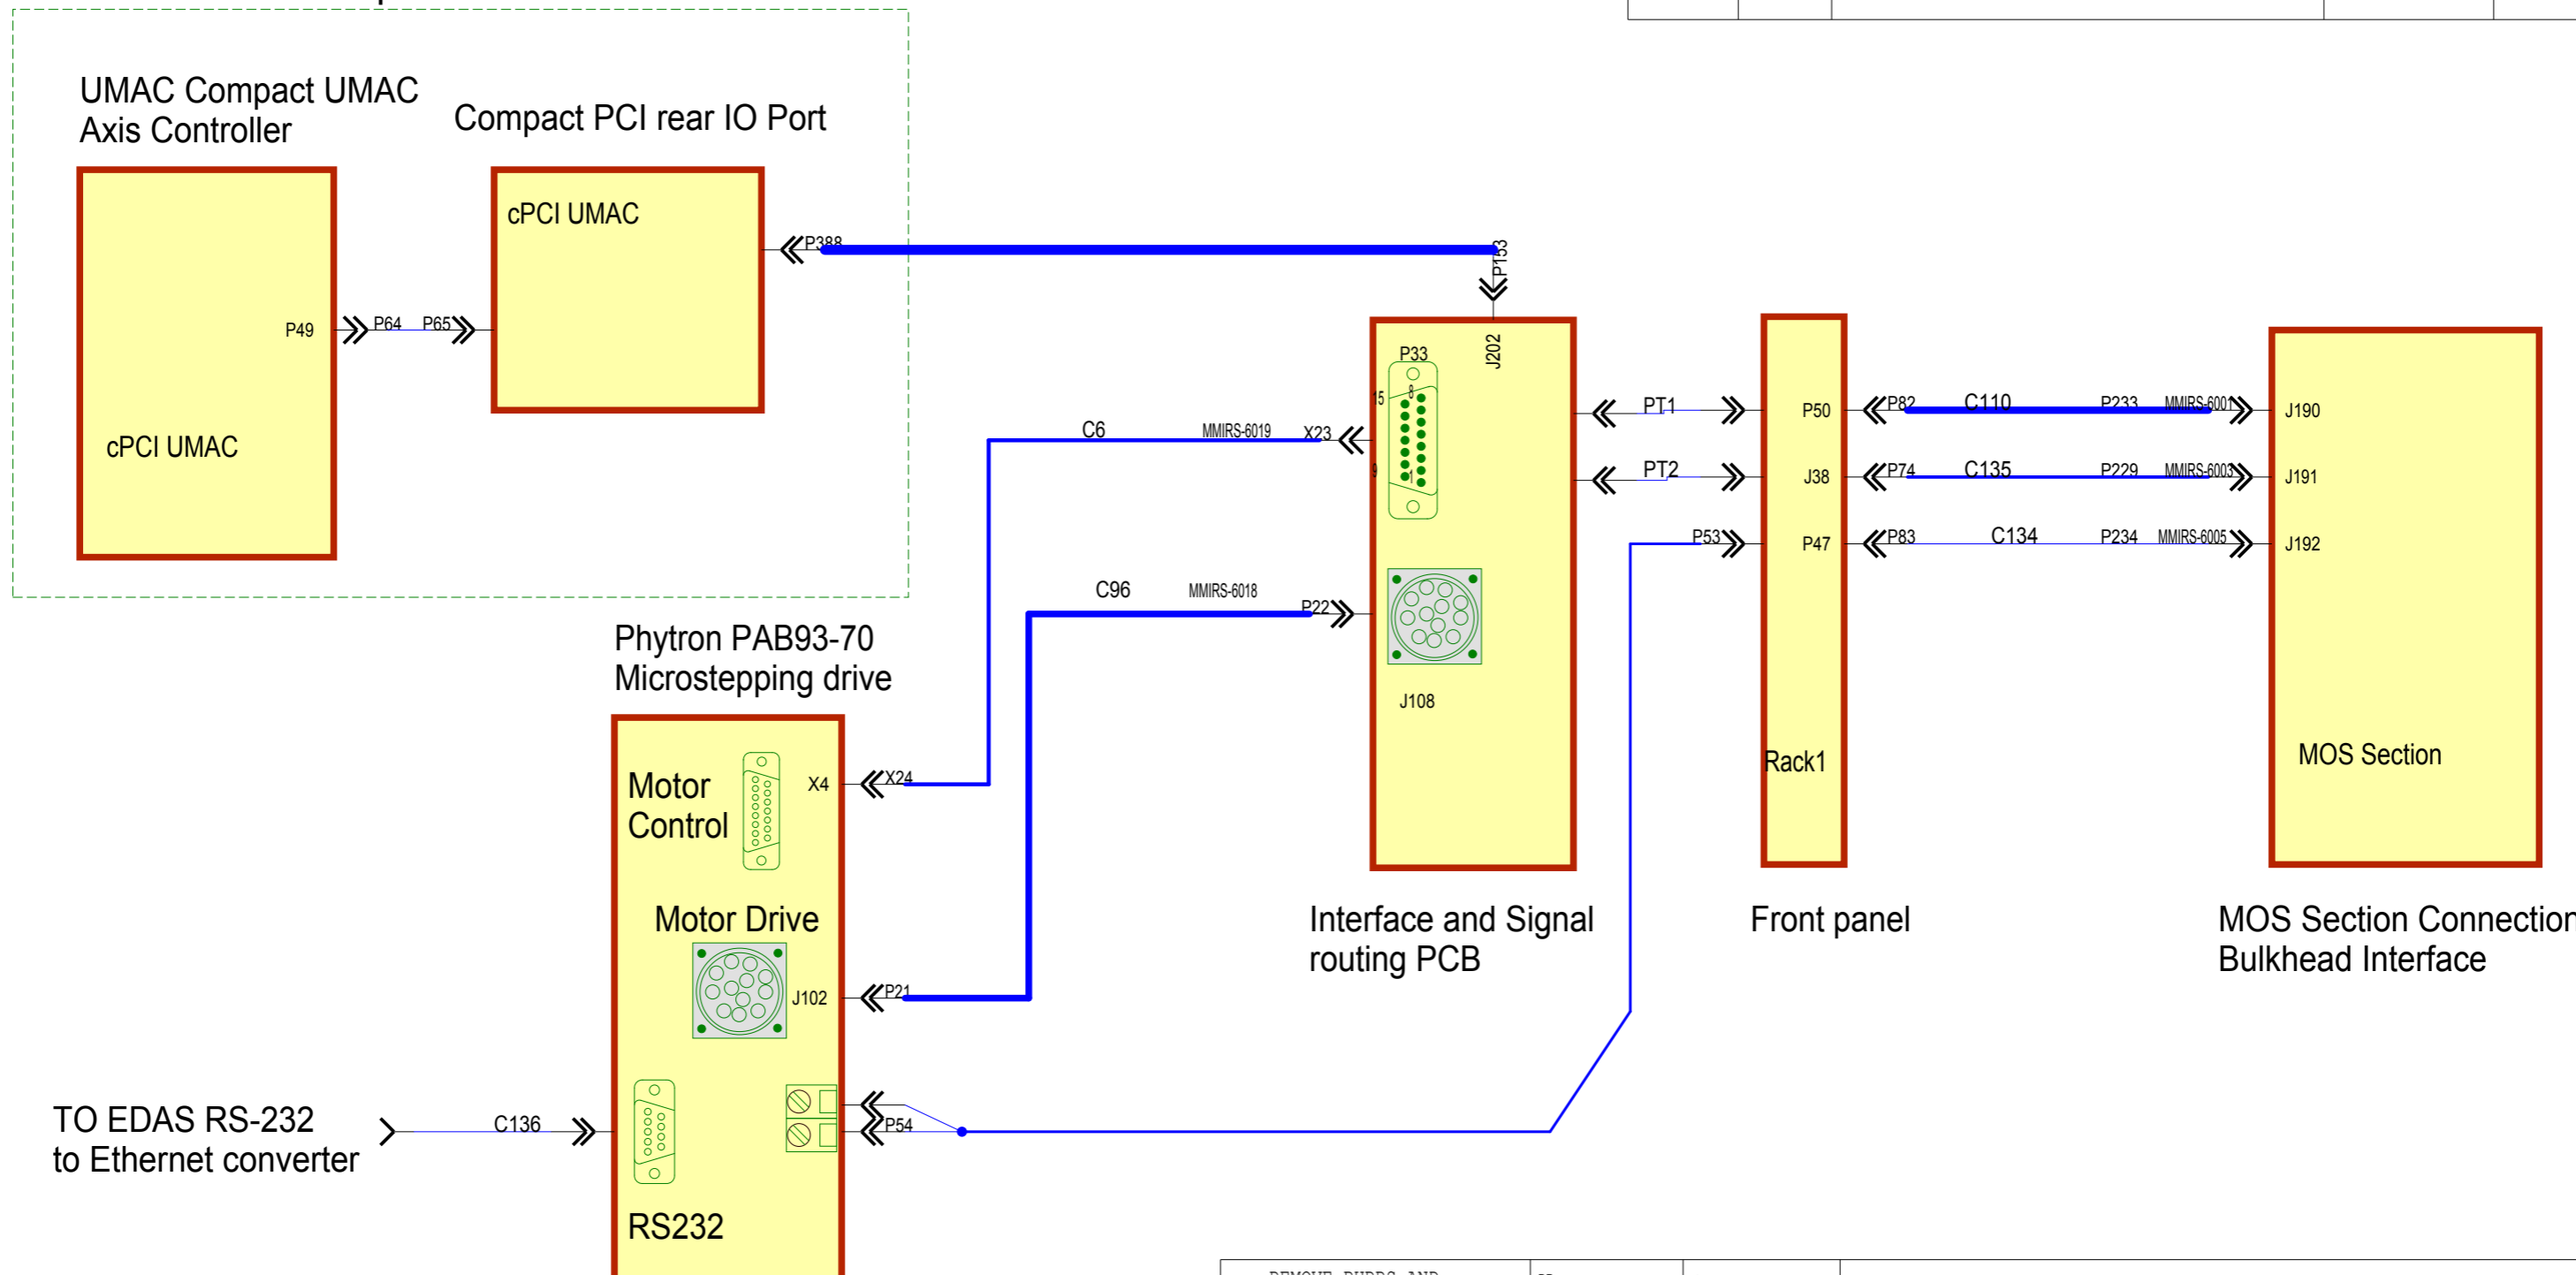 UMAC Compact UMAC
Axis Controller
Compact PCI rear IO Port
cPCI UMAC
P388
P153
P49
P64
P65
cPCI UMAC
J202
P33
15
8
9
1
C6
MMIRS-6019
X23
PT1
PT2
P50
P82
C110
P233
MMIRS-6001
J190
J38
P74
C135
P229
MMIRS-6003
J191
P53
P47
P83
C134
P234
MMIRS-6005
J192
C96
MMIRS-6018
P22
J108
Phytron PAB93-70
Microstepping drive
Motor
Control
X4
X24
Rack1
MOS Section
Motor Drive
J102
P21
Interface and Signal
routing PCB
Front panel
MOS Section Connection
Bulkhead Interface
TO EDAS RS-232
to Ethernet converter
C136
P54
RS232